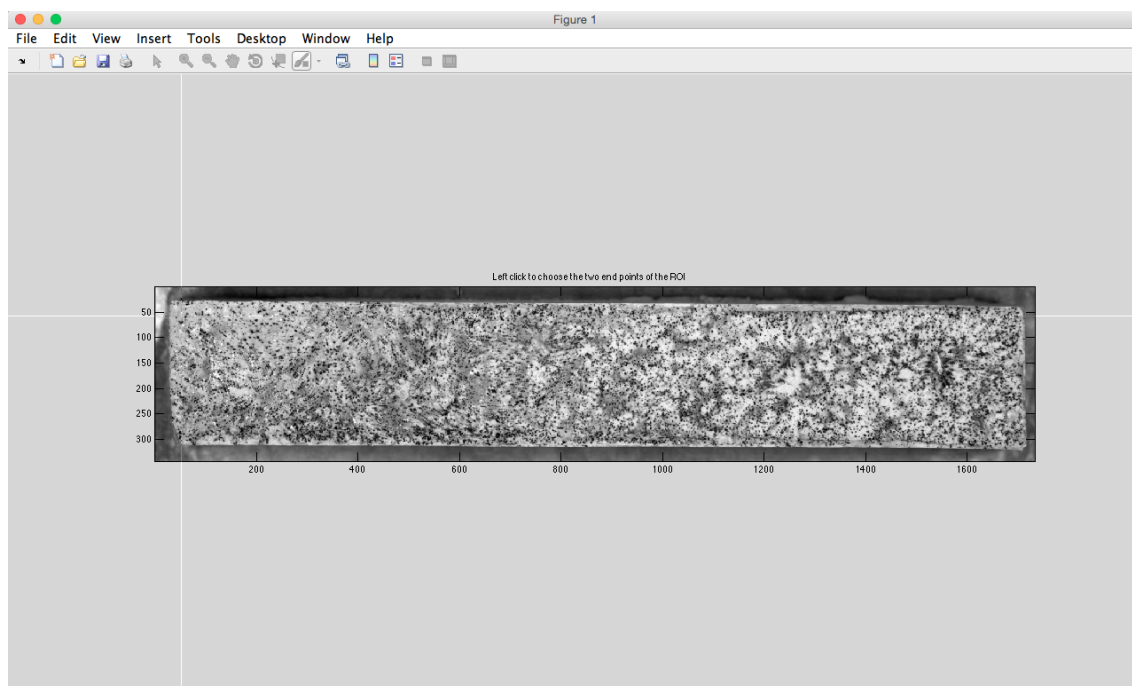 Figure 1
File Edit View Insert Tools Desktop Window Help
Left click to choose the two end points of the ROI
50
100
150
200
250
300
200 400 600 800 1000 1200 1400 1600